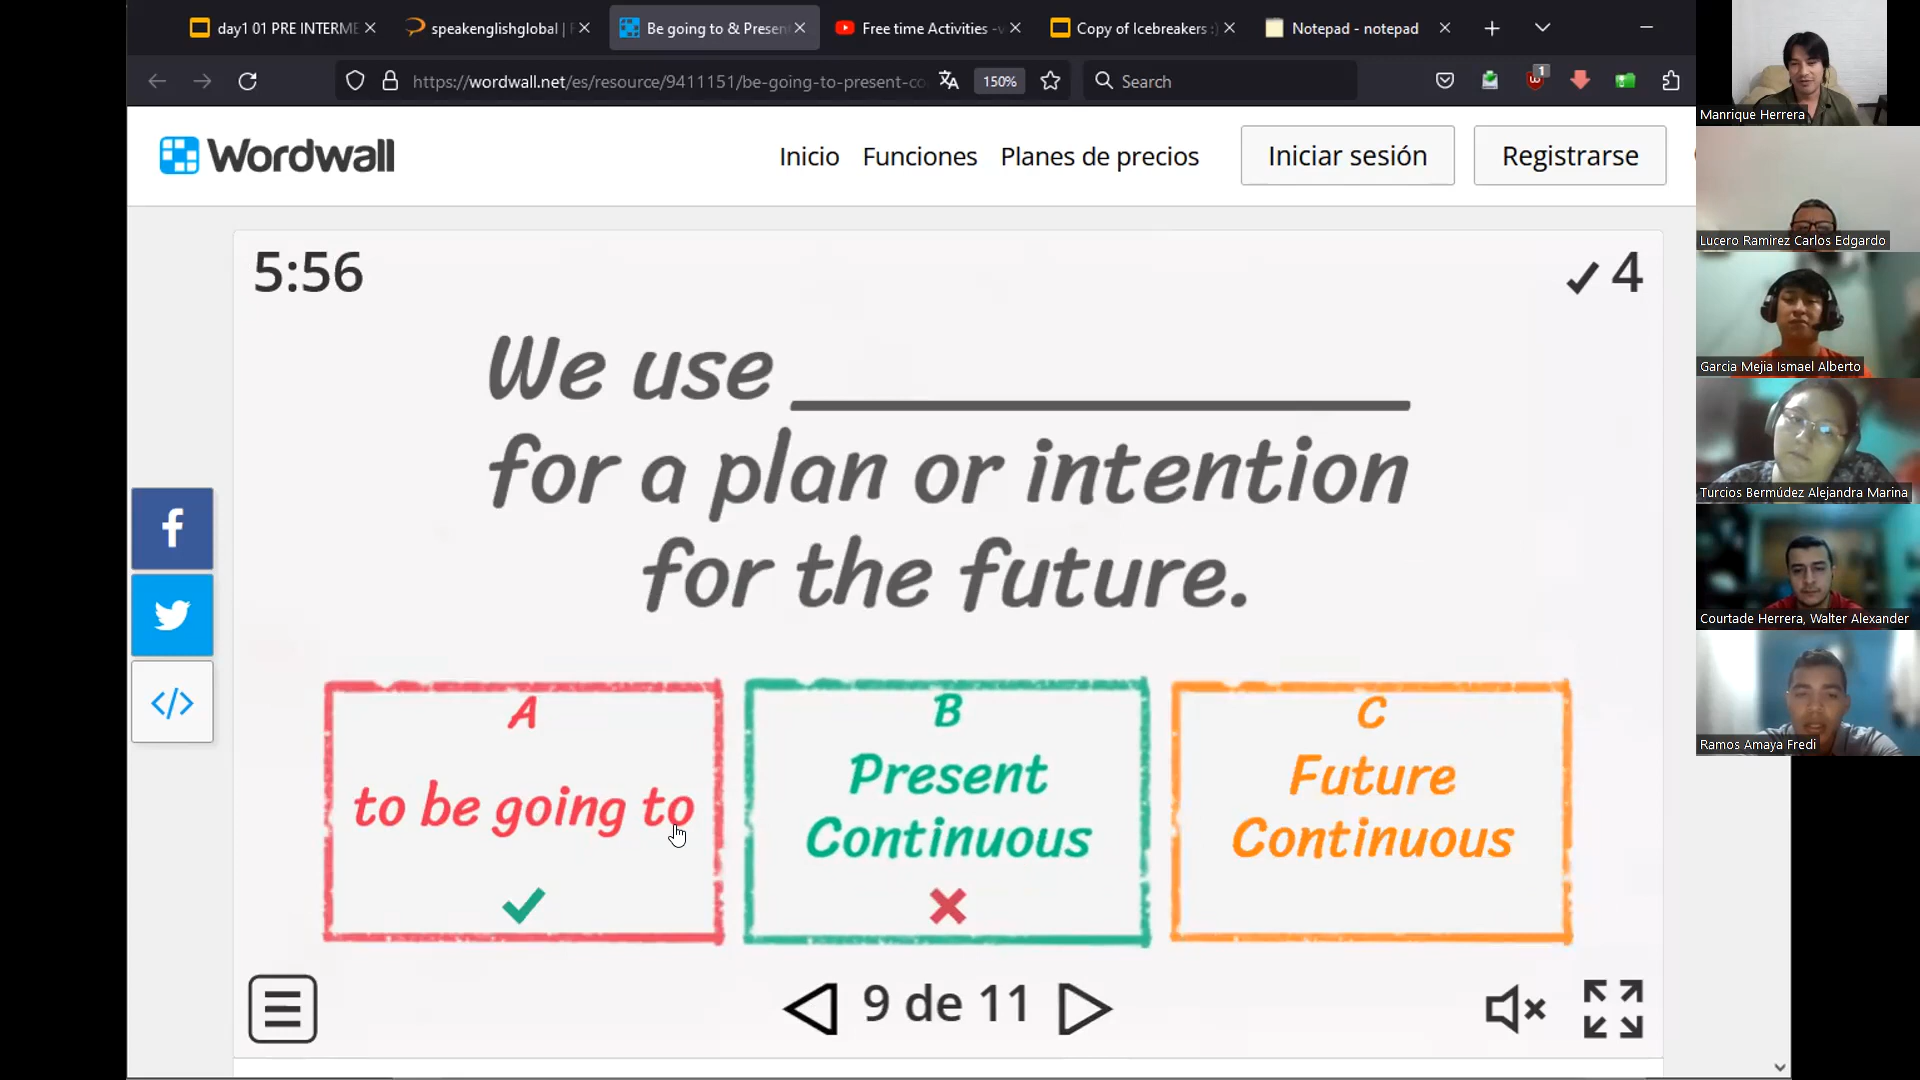 day1 01 PRE INTERME
speakenglishglobal |
Be going to & Presen
Free time Activities -
Copy of Icebreakers :)
Notepad - notepad
https://wordwall.net/es/resource/9411151/be-going-to-present-co
150%
Search
1
Wordwall
Inicio
Funciones
Planes de precios
Iniciar sesión
Registrarse
5:56
4
We use ____________
for a plan or intention
for the future.
A
to be going to
B
Present
Continuous
C
Future
Continuous
9 de 11
Manrique Herrera
Lucero Ramirez Carlos Edgardo
Garcia Mejia Ismael Alberto
Turcios Bermúdez Alejandra Marina
Courtade Herrera, Walter Alexander
Ramos Amaya Fredi